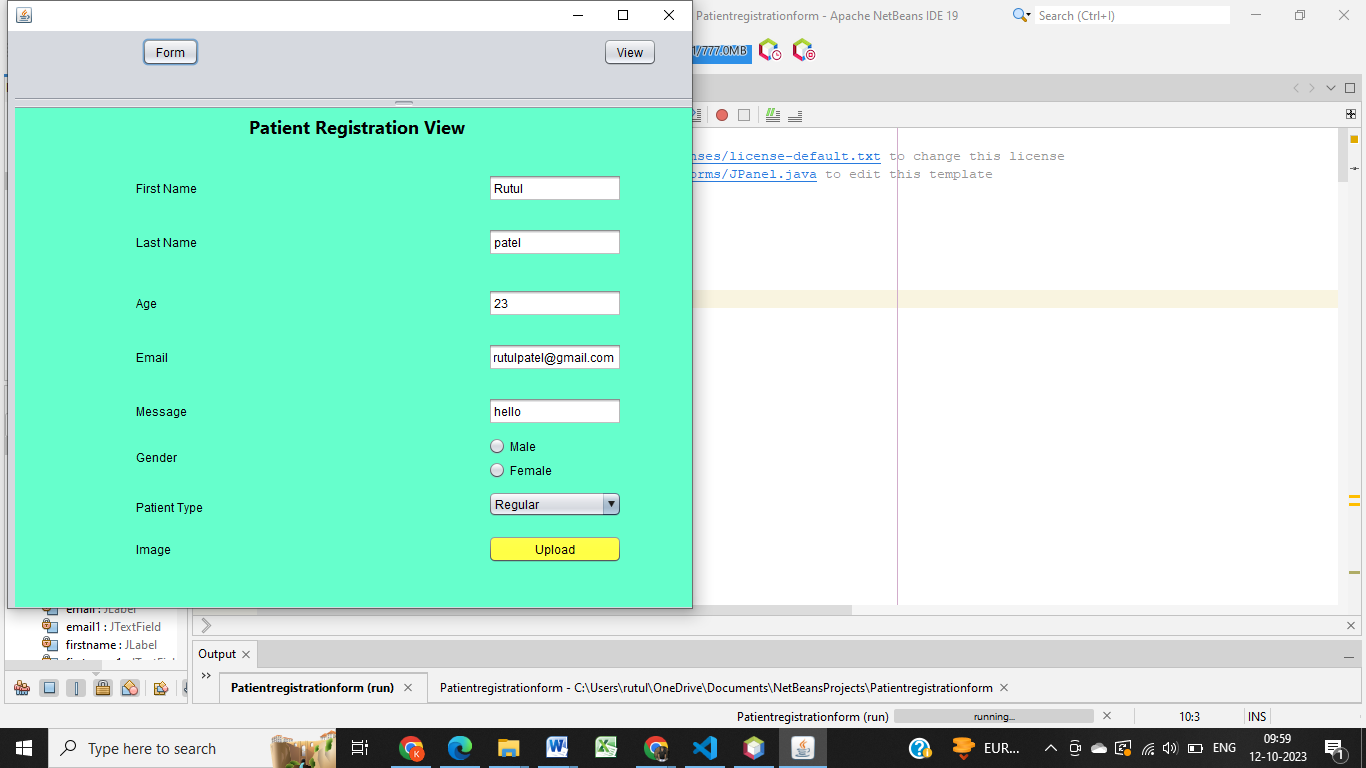 Patientregistrationform - Apache NetBeans IDE 19
Search (Ctrl+I)
Form
View
/777.0MB
Patient Registration View
nses/license-default.txt to change this license
orms/JPanel.java to edit this template
First Name
Rutul
Last Name
patel
Age
23
Email
rutulpatel@gmail.com
Message
hello
Gender
Male
Female
Patient Type
Regular
Image
Upload
email : JLabel
email1 : JTextField
firstname : JLabel
Output
Patientregistrationform (run)
Patientregistrationform - C:\Users\rutul\OneDrive\Documents\NetBeansProjects\Patientregistrationform
Patientregistrationform (run)
running...
10:3
INS
Type here to search
EUR...
ENG
09:59
12-10-2023
1